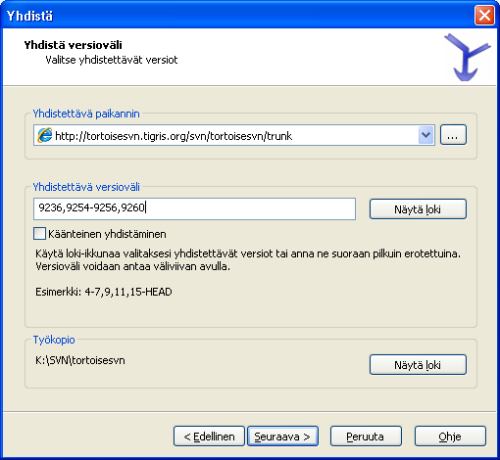 Yhdistä
Yhdistä versioväli
Valitse yhdistettävät versiot
Yhdistettävä paikannin
http://tortoisesvn.tigris.org/svn/tortoisesvn/trunk
...
Yhdistettävä versioväli
9236,9254-9256,9260
Näytä loki
Käänteinen yhdistäminen
Käytä loki-ikkunaa valitaksesi yhdistettävät versiot tai anna ne suoraan pilkuin erotettuina.
Versioväli voidaan antaa väliviivan avulla.
Esimerkki: 4-7,9,11,15-HEAD
Työkopio
K:\SVN\tortoisesvn
Näytä loki
< Edellinen
Seuraava >
Peruuta
Ohje